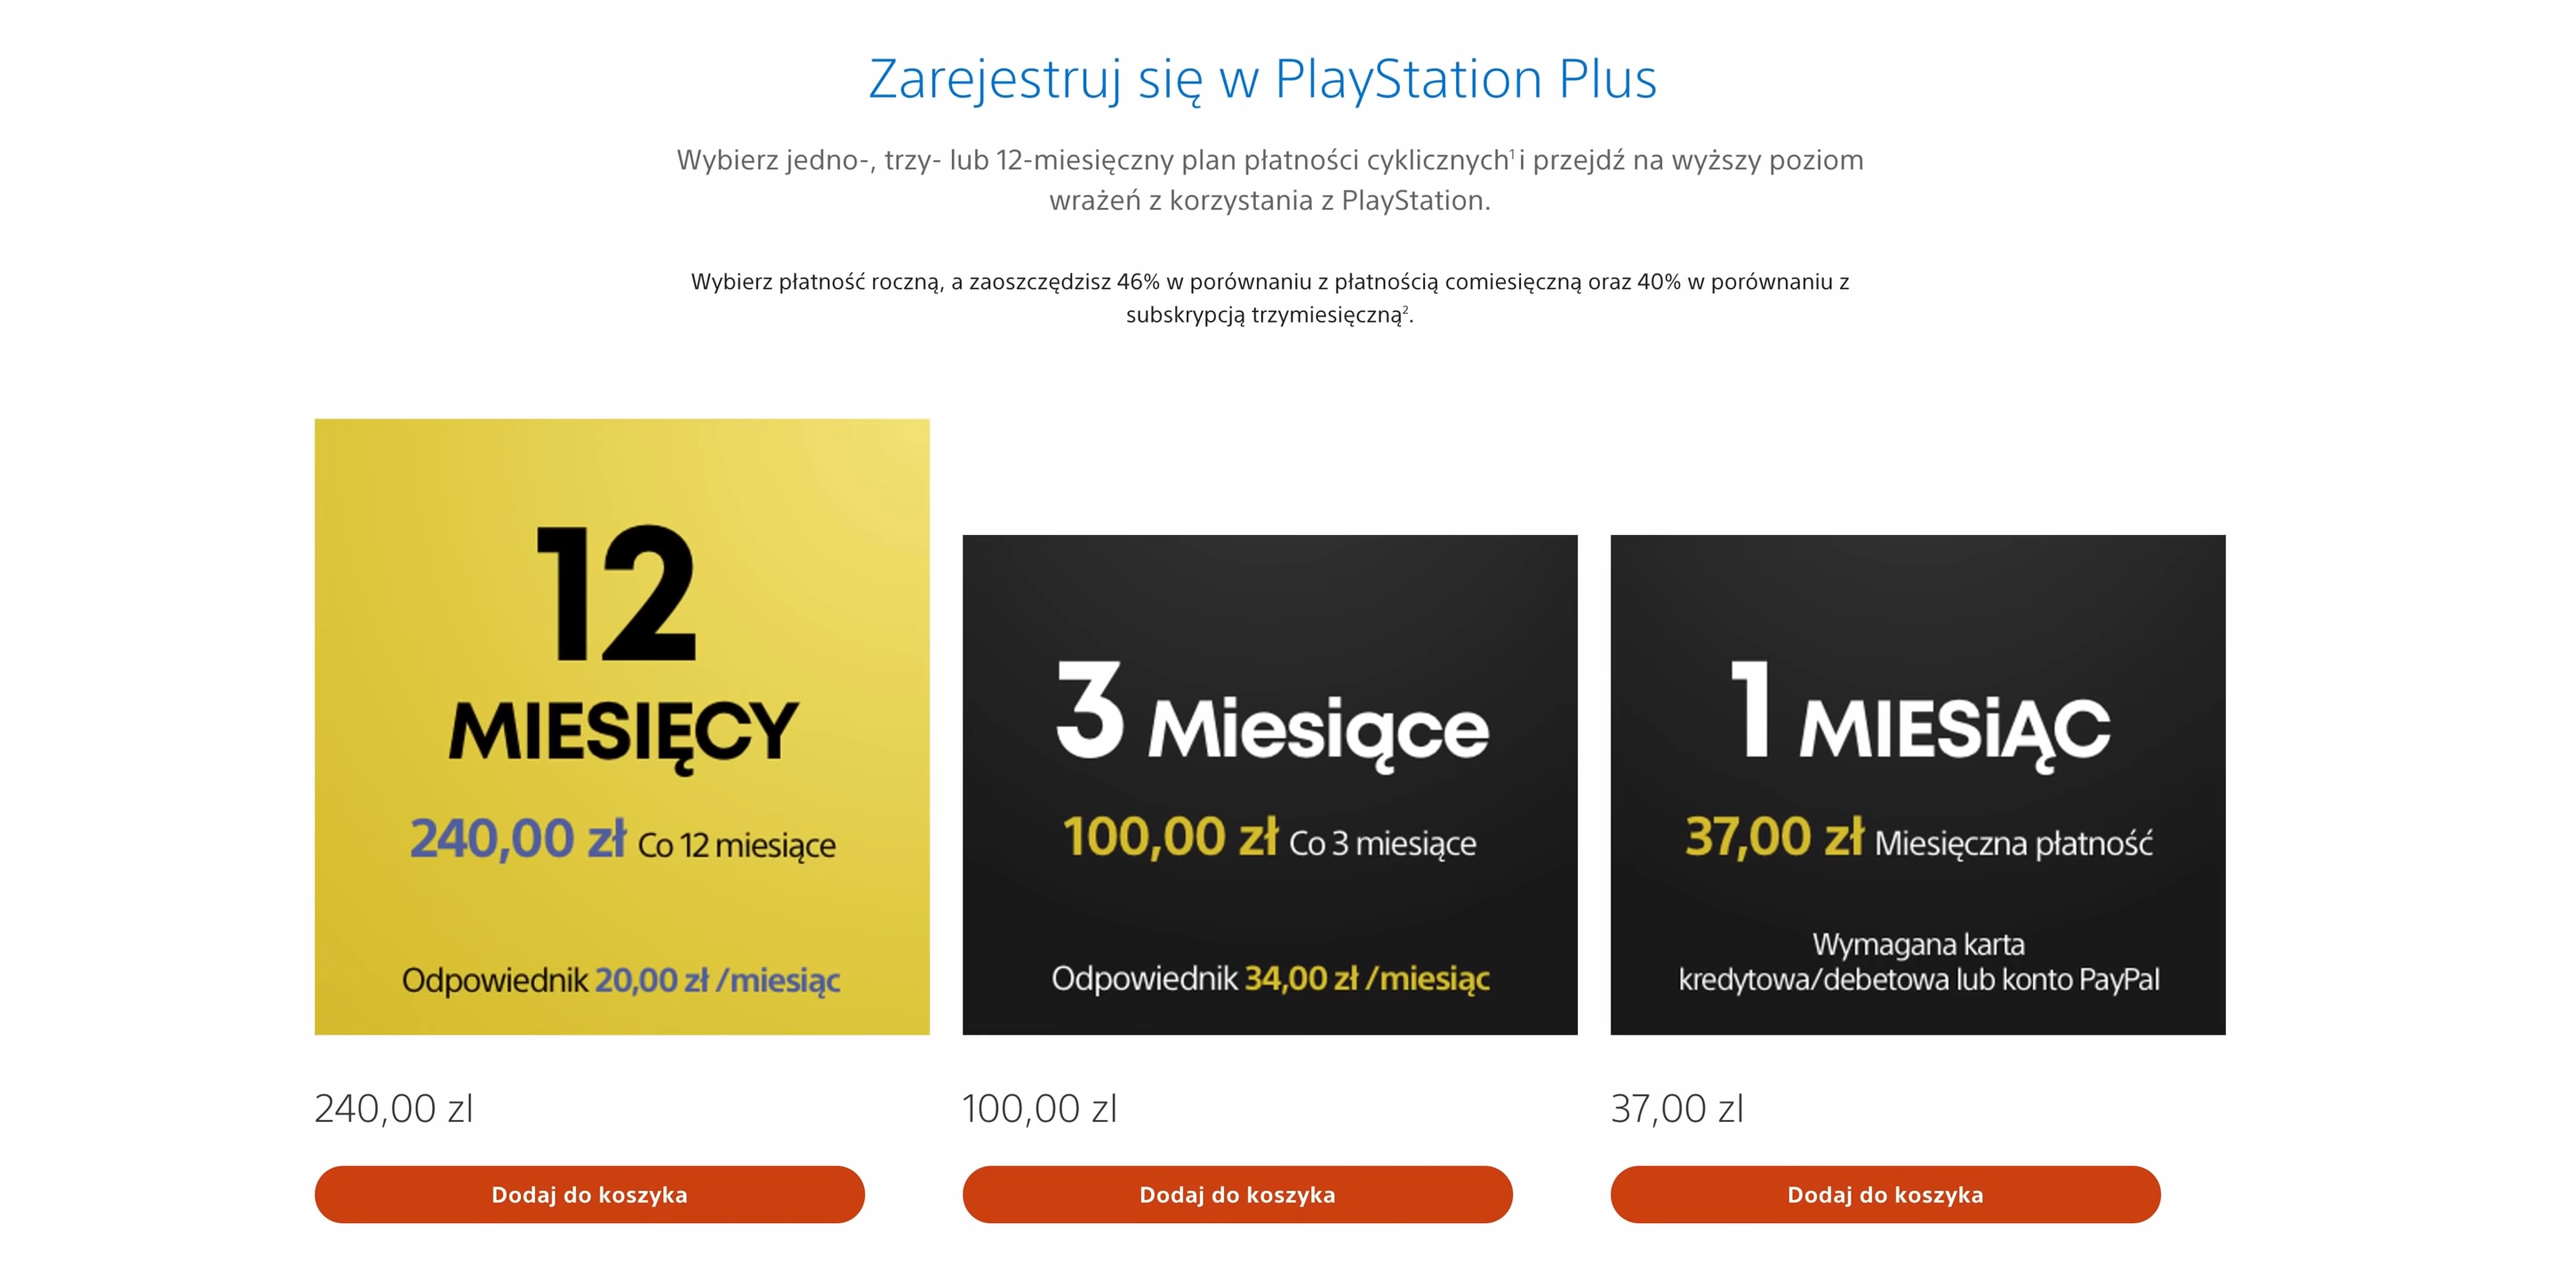 Zarejestruj się w PlayStation Plus
Wybierz jedno-, trzy- lub 12-miesięczny plan płatności cyklicznych¹ i przejdź na wyższy poziom
wrażeń z korzystania z PlayStation.
Wybierz płatność roczną, a zaoszczędzisz 46% w porównaniu z płatnością comiesięczną oraz 40% w porównaniu z
subskrypcją trzymiesięczną².
12
MIESIĘCY
240,00 zł Co 12 miesiące
Odpowiednik 20,00 zł /miesiąc
240,00 zl
Dodaj do koszyka
3 Miesiące
100,00 zł Co 3 miesiące
Odpowiednik 34,00 zł /miesiąc
100,00 zl
Dodaj do koszyka
1 MIESiĄC
37,00 zł Miesięczna płatność
Wymagana karta
kredytowa/debetowa lub konto PayPal
37,00 zl
Dodaj do koszyka